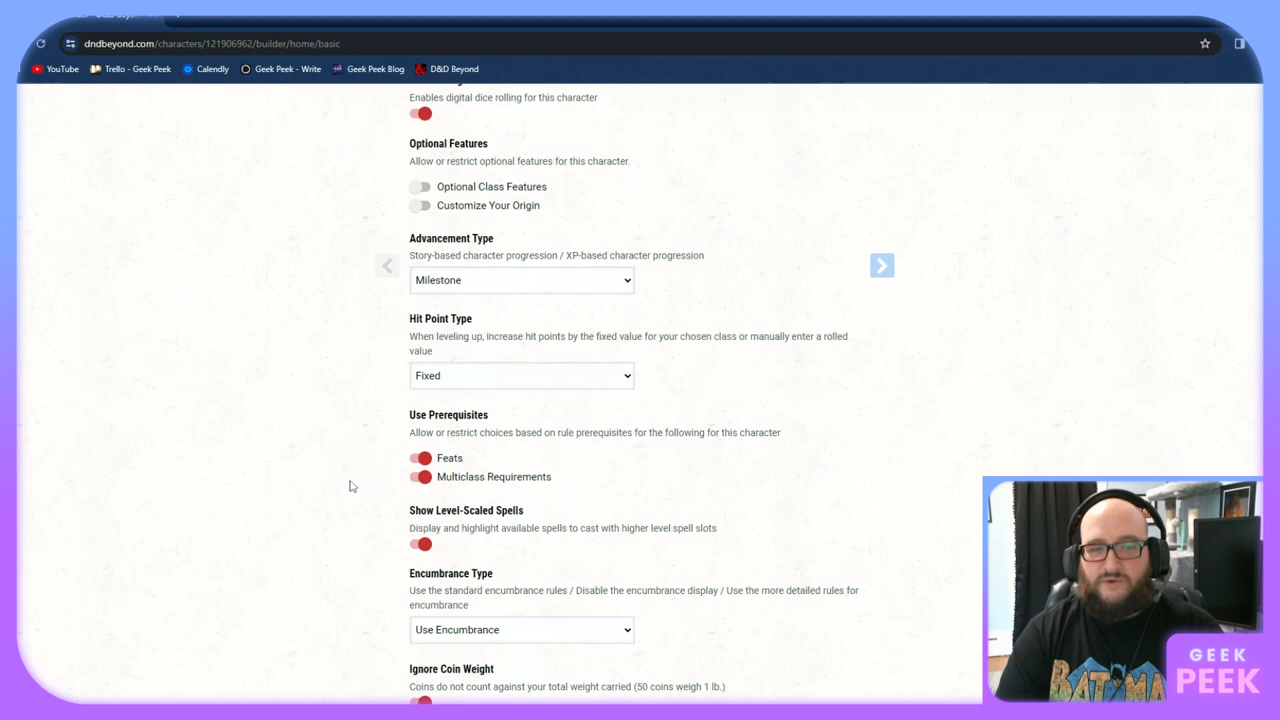 dndbeyond.com/characters/121906962/builder/home/basic
YouTube Trello - Geek Peek Calendly Geek Peek - Write Geek Peek Blog D&D Beyond
Enables digital dice rolling for this character
Optional Features
Allow or restrict optional features for this character.
Optional Class Features
Customize Your Origin
Advancement Type
Story-based character progression / XP-based character progression
Milestone
Hit Point Type
When leveling up, increase hit points by the fixed value for your chosen class or manually enter a rolled
value
Fixed
Use Prerequisites
Allow or restrict choices based on rule prerequisites for the following for this character
Feats
Multiclass Requirements
Show Level-Scaled Spells
Display and highlight available spells to cast with higher level spell slots
Encumbrance Type
Use the standard encumbrance rules / Disable the encumbrance display / Use the more detailed rules for
encumbrance
Use Encumbrance
Ignore Coin Weight
Coins do not count against your total weight carried (50 coins weigh 1 lb.)
GEEK
PEEK